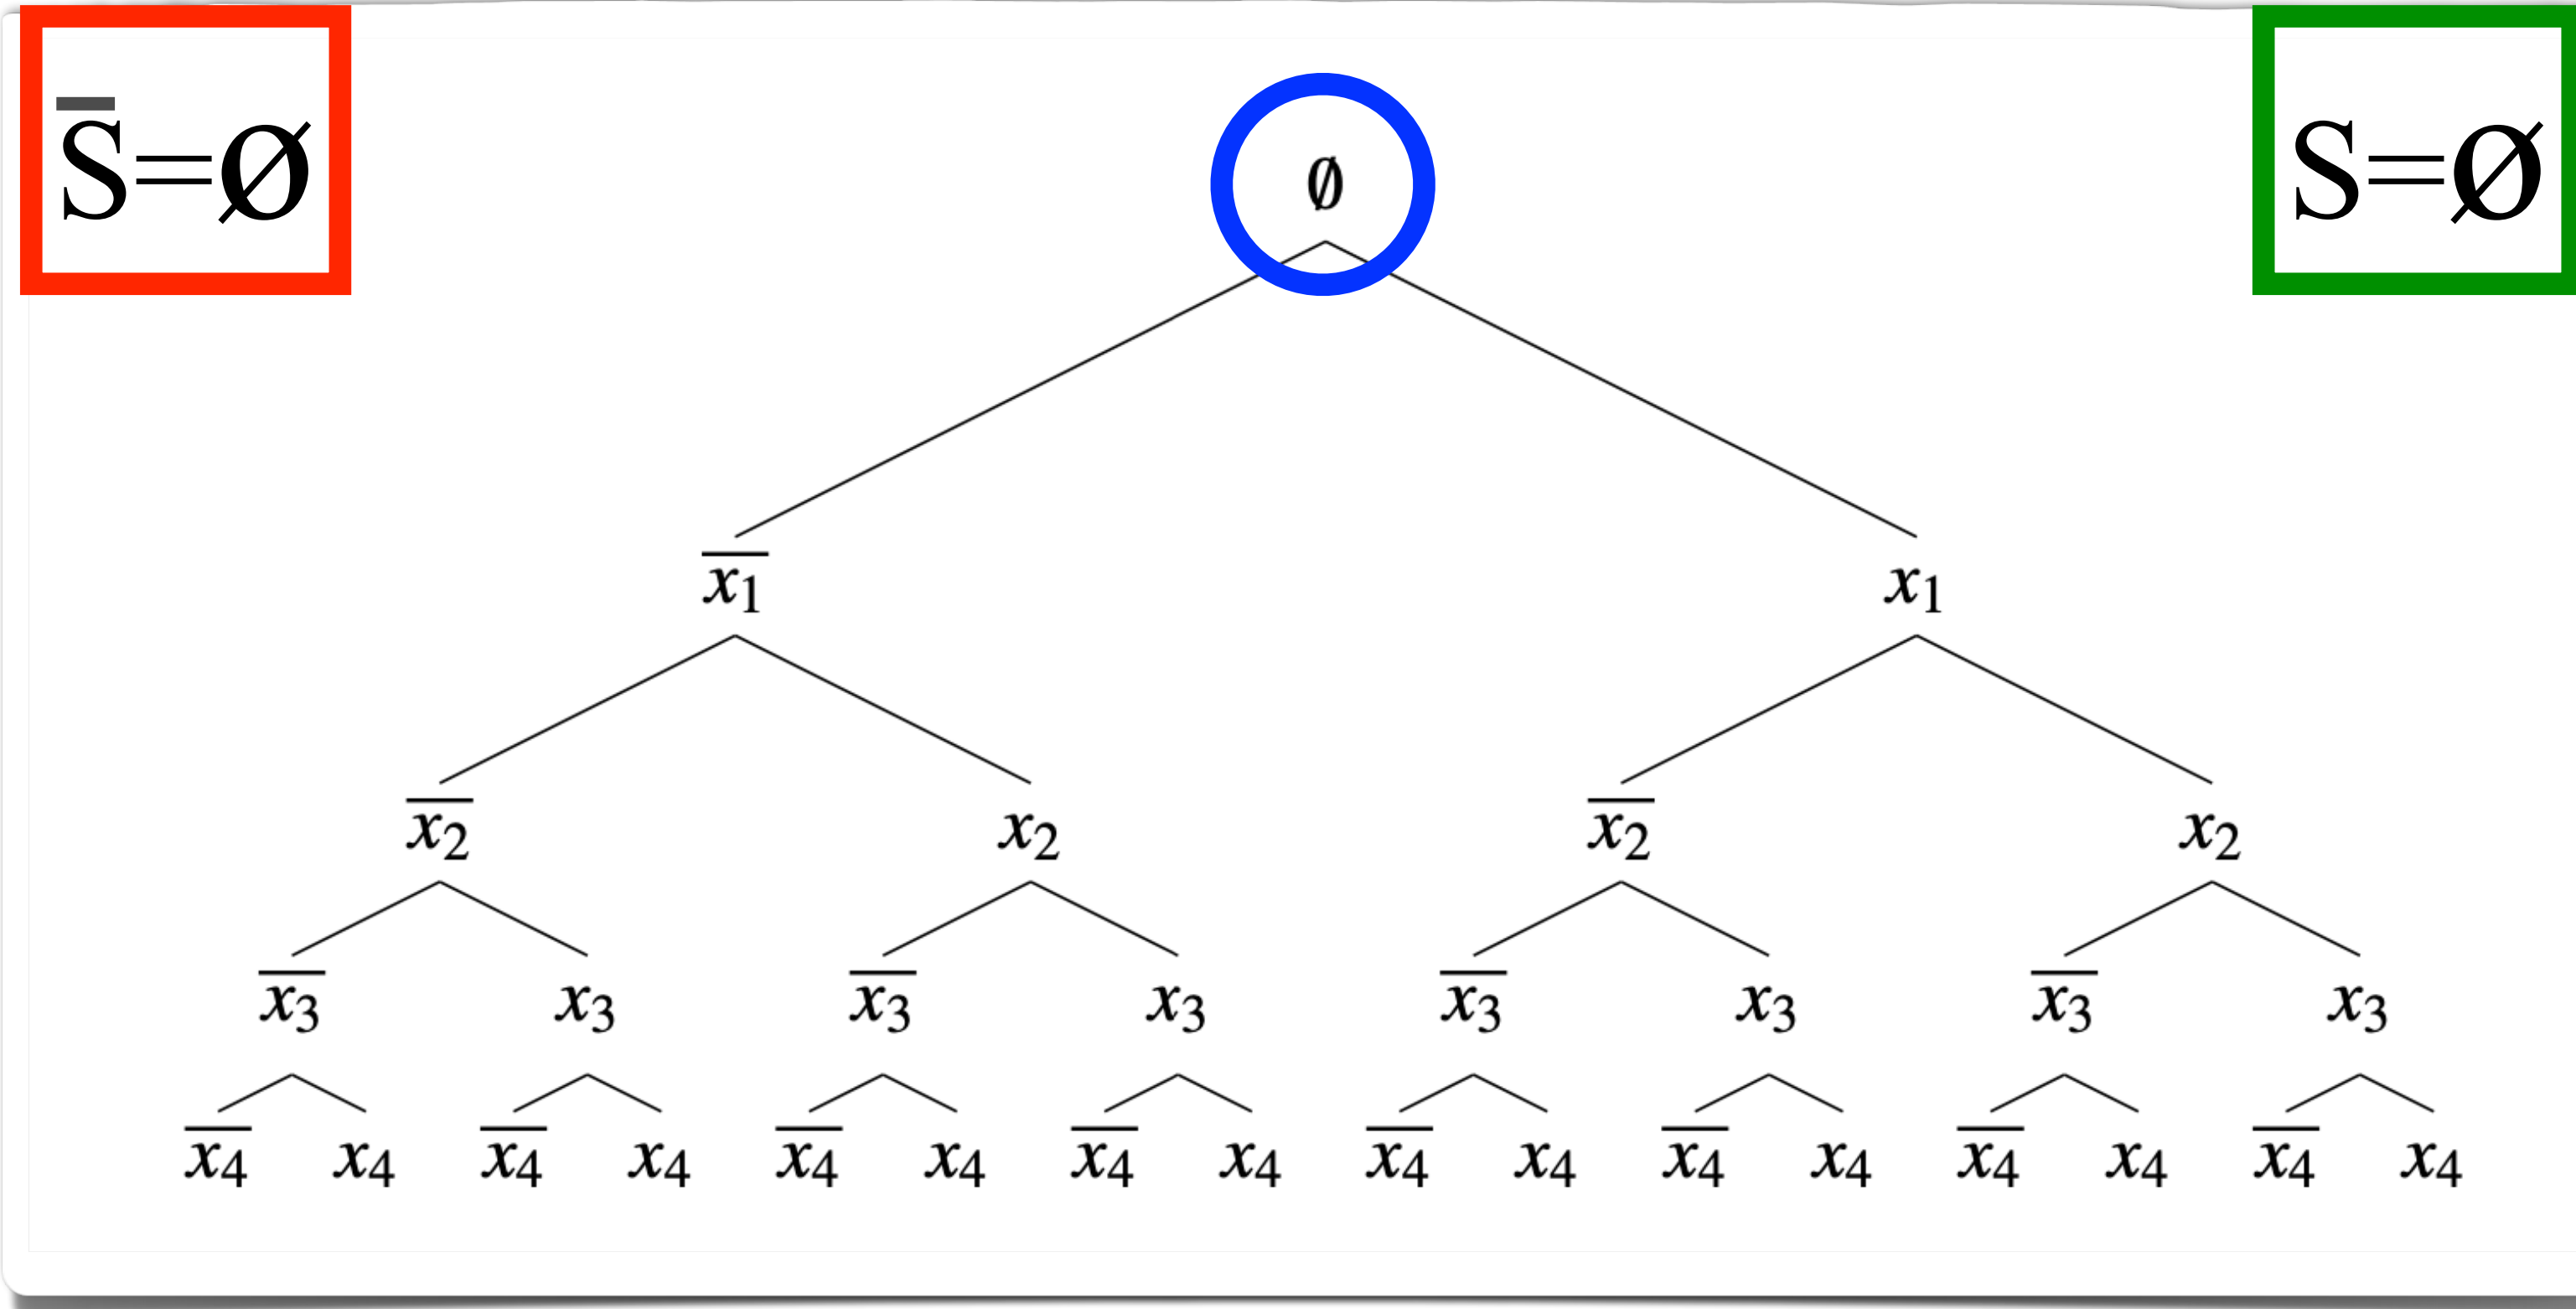 S̅=Ø
∅
S=Ø
x̅₁ x₁
x̅₂ x₂ x̅₂ x₂
x̅₃ x₃ x̅₃ x₃ x̅₃ x₃ x̅₃ x₃
x̅₄ x₄ x̅₄ x₄ x̅₄ x₄ x̅₄ x₄ x̅₄ x₄ x̅₄ x₄ x̅₄ x₄ x̅₄ x₄